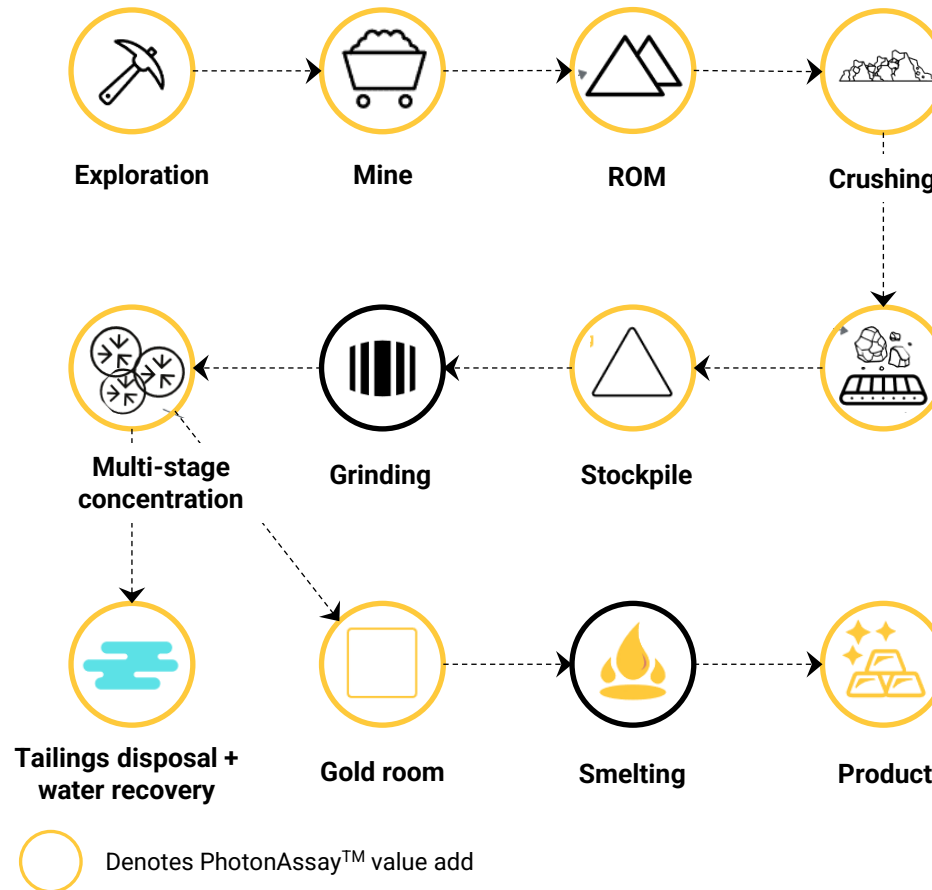 Exploration
Mine
ROM
Crushing
Multi-stage
concentration
Grinding
Stockpile
Tailings disposal +
water recovery
Gold room
Smelting
Product
Denotes PhotonAssay™ value add